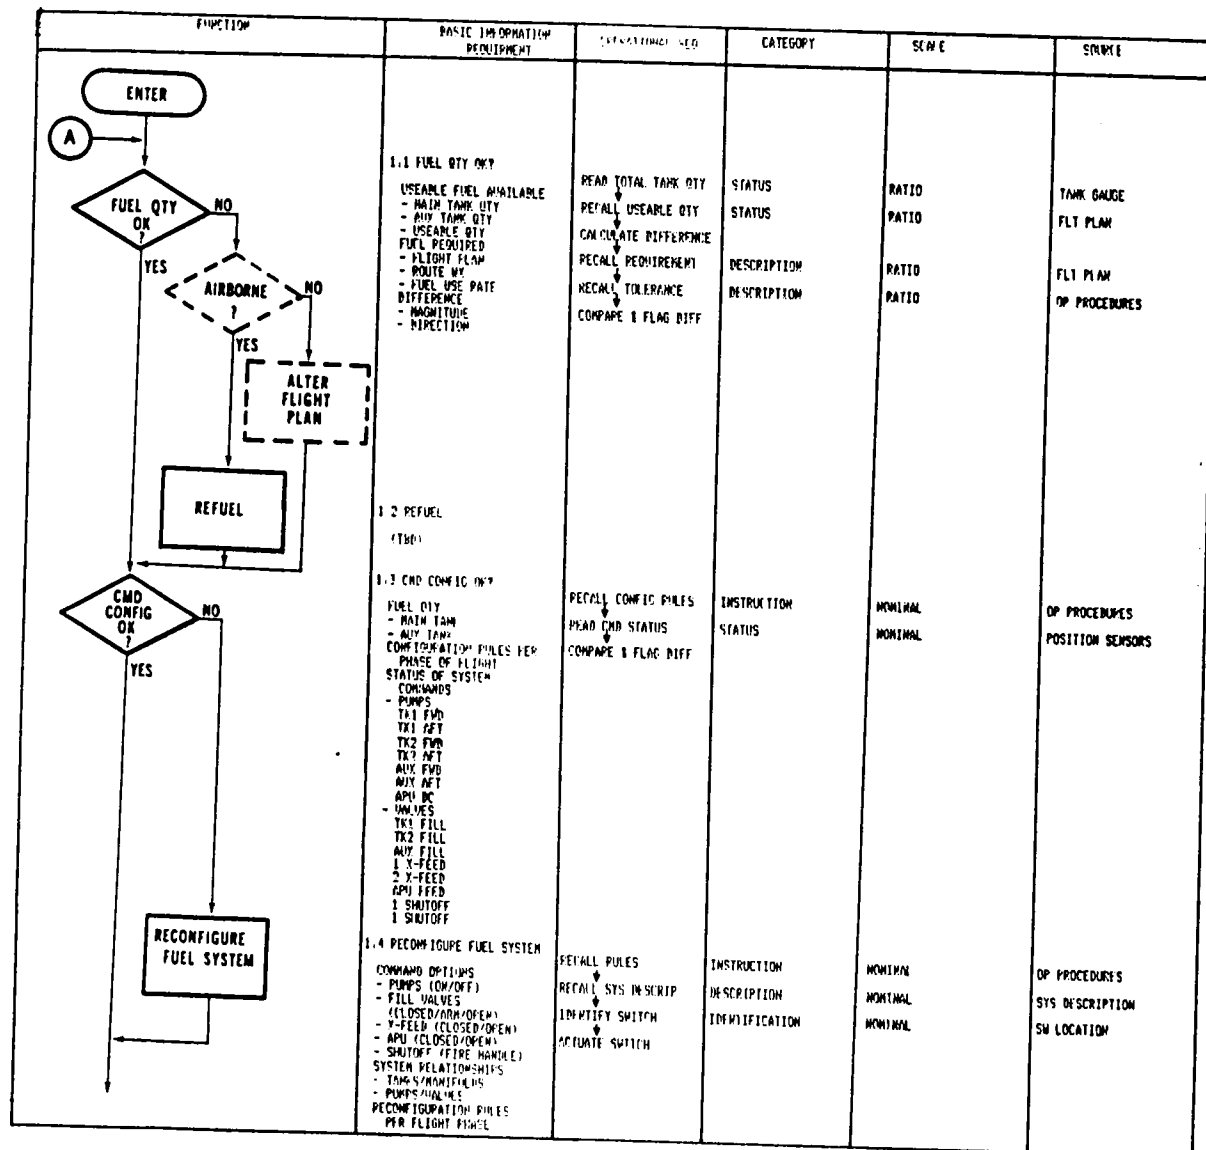 FUNCTION
BASIC INFORMATION
REQUIRMENT
OPERATIONAL SEQ
CATEGORY
SCALE
SOURCE
ENTER
A
FUEL QTY
OK
?
NO
YES
AIRBORNE
?
NO
YES
ALTER
FLIGHT
PLAN
REFUEL
CMD
CONFIG
OK
?
NO
YES
RECONFIGURE
FUEL SYSTEM
1.1 FUEL QTY OK?
USEABLE FUEL AVAILABLE
- MAIN TANK QTY
- AUX TANK QTY
- USEABLE QTY
FUEL REQUIRED
- FLIGHT PLAN
- ROUTE WX
- FUEL USE RATE
DIFFERENCE
- MAGNITUDE
- DIRECTION
READ TOTAL TANK QTY
RECALL USEABLE QTY
CALCULATE DIFFERENCE
RECALL REQUIREMENT
RECALL TOLERANCE
COMPARE & FLAG DIFF
STATUS
STATUS
DESCRIPTION
DESCRIPTION
RATIO
RATIO
RATIO
RATIO
TANK GAUGE
FLT PLAN
FLT PLAN
OP PROCEDURES
1.2 REFUEL
(TBD)
1.3 CMD CONFIG OK?
FUEL QTY
- MAIN TANK
- AUX TANK
CONFIGURATION RULES PER
PHASE OF FLIGHT
STATUS OF SYSTEM
COMMANDS
- PUMPS
TK1 FWD
TK1 AFT
TK2 FWD
TK2 AFT
AUX FWD
AUX AFT
APU DC
- VALVES
TK1 FILL
TK2 FILL
AUX FILL
1 X-FEED
2 X-FEED
APU FEED
1 SHUTOFF
1 SHUTOFF
RECALL CONFIG RULES
READ CMD STATUS
COMPARE & FLAG DIFF
INSTRUCTION
STATUS
NOMINAL
NOMINAL
OP PROCEDURES
POSITION SENSORS
1.4 RECONFIGURE FUEL SYSTEM
COMMAND OPTIONS
- PUMPS (ON/OFF)
- FILL VALVES
(CLOSED/ARM/OPEN)
- X-FEED (CLOSED/OPEN)
- APU (CLOSED/OPEN)
- SHUTOFF (FIRE HANDLE)
SYSTEM RELATIONSHIPS
- TANKS/MANIFOLDS
- PUMPS/VALVES
RECONFIGURATION RULES
PER FLIGHT PHASE
RECALL RULES
RECALL SYS DESCRIP
IDENTIFY SWITCH
ACTUATE SWITCH
INSTRUCTION
DESCRIPTION
IDENTIFICATION
NOMINAL
NOMINAL
NOMINAL
OP PROCEDURES
SYS DESCRIPTION
SW LOCATION